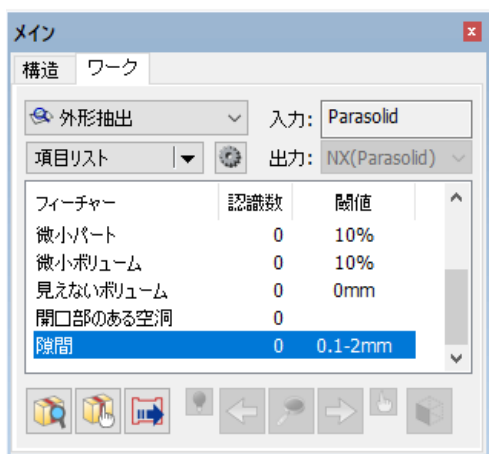 メイン
構造 ワーク
外形抽出 入力: Parasolid
項目リスト 出力: NX(Parasolid)
フィーチャー 認識数 閾値
微小パート 0 10%
微小ボリューム 0 10%
見えないボリューム 0 0mm
開口部のある空洞 0
隙間 0 0.1-2mm